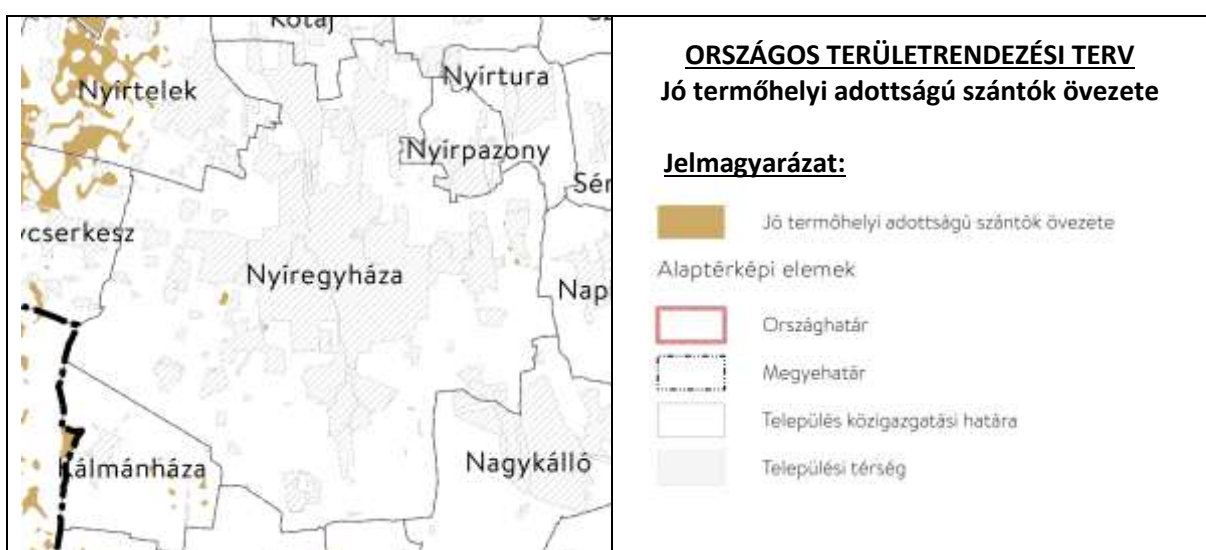 Kótaj
Nyírtelek
Nyírtura
Nyírpazony
Sér
cserkesz
Nyíregyháza
Nap
Kálmánháza
Nagykálló
ORSZÁGOS TERÜLETRENDEZÉSI TERV
Jó termőhelyi adottságú szántók övezete
Jelmagyarázat:
Jó termőhelyi adottságú szántók övezete
Alaptérképi elemek
Országhatár
Megyehatár
Település közigazgatási határa
Települési térség